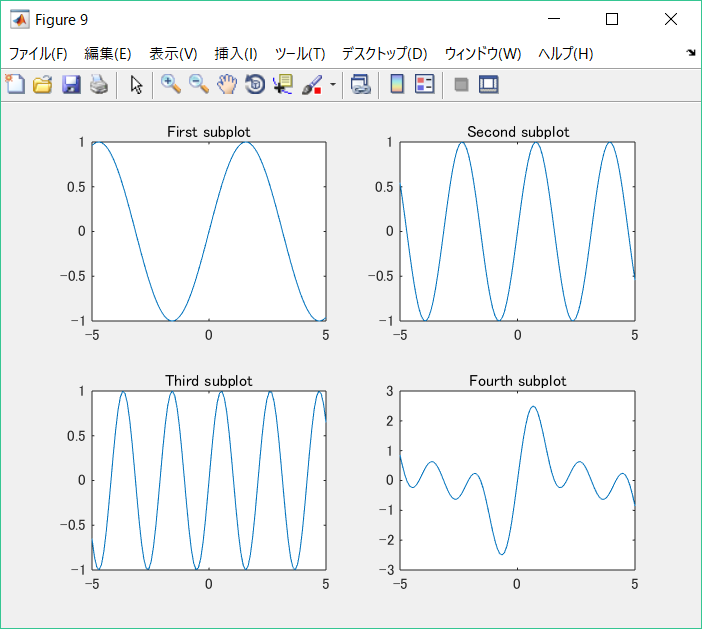 Figure 9
ファイル(F) 編集(E) 表示(V) 挿入(I) ツール(T) デスクトップ(D) ウィンドウ(W) ヘルプ(H)
First subplot
1
0.5
0
−0.5
−1
−5 0 5
Second subplot
1
0.5
0
−0.5
−1
−5 0 5
Third subplot
1
0.5
0
−0.5
−1
−5 0 5
Fourth subplot
3
2
1
0
−1
−2
−3
−5 0 5